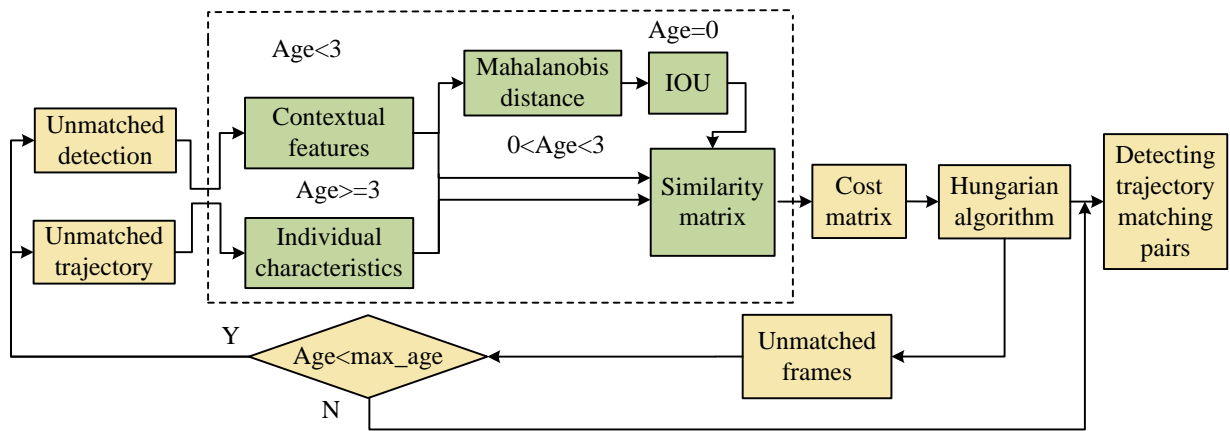 Age<3
Age=0
Mahalanobis
distance
IOU
Unmatched
detection
Contextual
features
0<Age<3
Age>=3
Similarity
matrix
Cost
matrix
Hungarian
algorithm
Detecting
trajectory
matching
pairs
Unmatched
trajectory
Individual
characteristics
Y
Age<max_age
N
Unmatched
frames